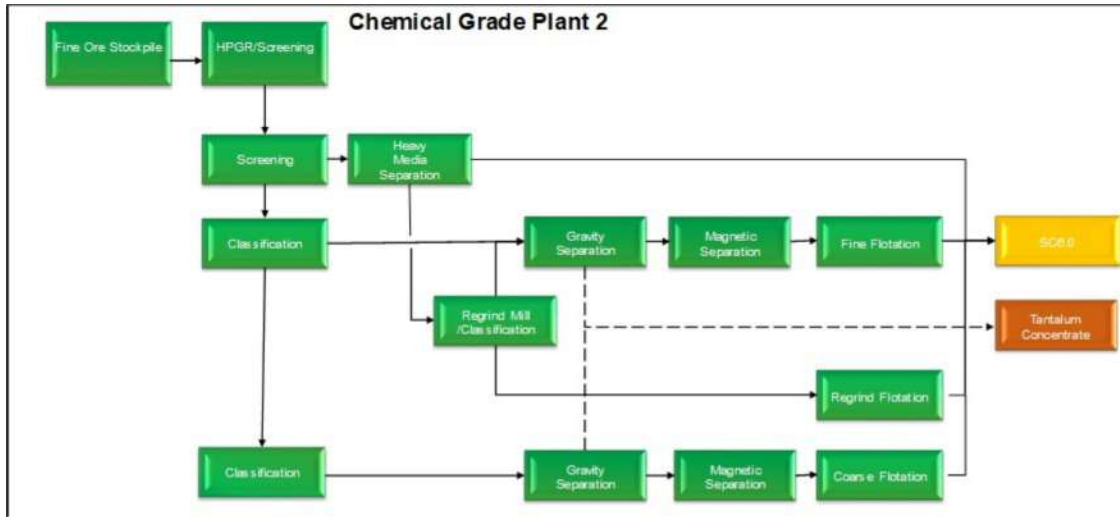 Chemical Grade Plant 2
Fine Ore Stockpile
HPGR/Screening
Screening
Heavy
Media
Separation
Classification
Gravity
Separation
Magnetic
Separation
Fine Flotation
SC6.0
Regrind Mill
/Classification
Tantalum
Concentrate
Regrind Flotation
Classification
Gravity
Separation
Magnetic
Separation
Coarse Flotation